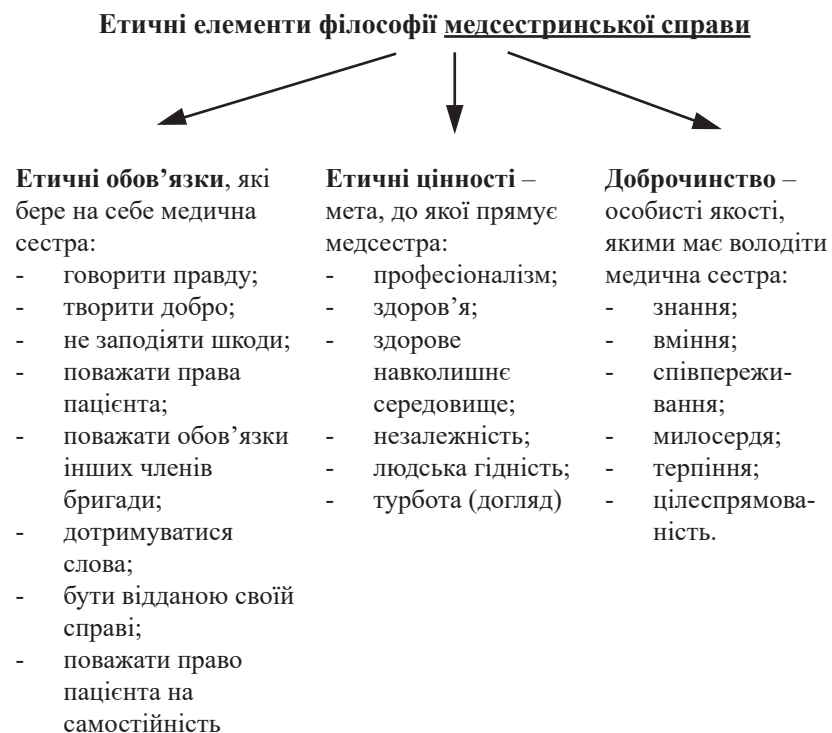 Етичні елементи філософії медсестринської справи
Етичні обов’язки, які
бере на себе медична
сестра:
- говорити правду;
- творити добро;
- не заподіяти шкоди;
- поважати права
пацієнта;
- поважати обов’язки
інших членів
бригади;
- дотримуватися
слова;
- бути відданою своїй
справі;
- поважати право
пацієнта на
самостійність
Етичні цінності –
мета, до якої прямує
медсестра:
- професіоналізм;
- здоров’я;
- здорове
навколишнє
середовище;
- незалежність;
- людська гідність;
- турбота (догляд)
Доброчинство –
особисті якості,
якими має володіти
медична сестра:
- знання;
- вміння;
- співпережи-
вання;
- милосердя;
- терпіння;
- цілеспрямова-
ність.